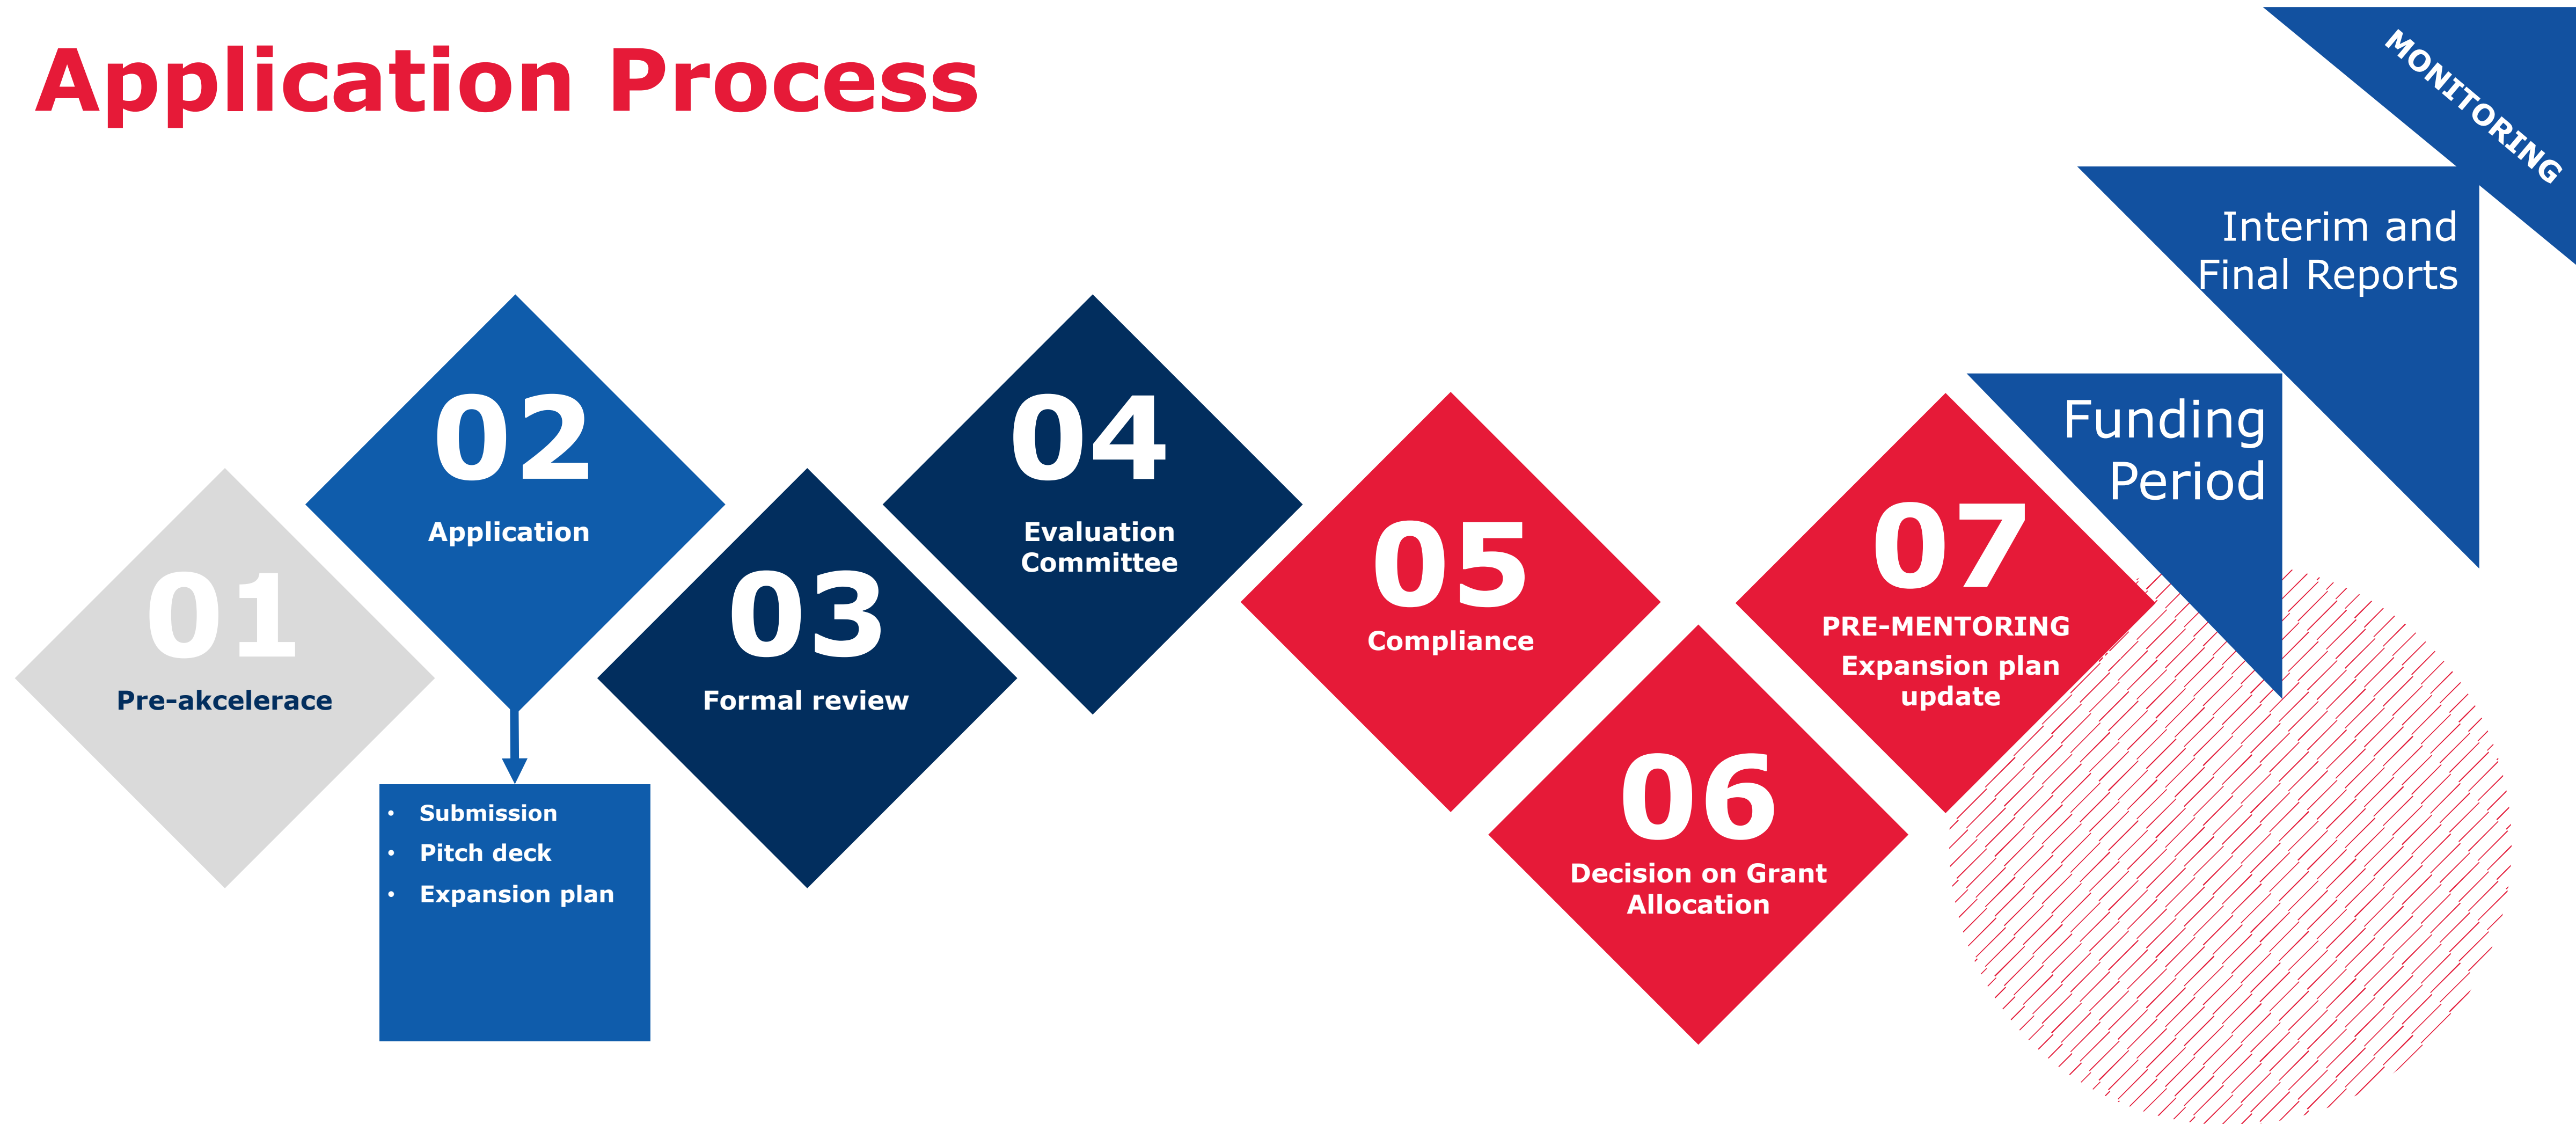 Application Process
MONITORING
Interim and
Final Reports
Funding
Period
01
Pre-akcelerace
02
Application
• Submission
• Pitch deck
• Expansion plan
03
Formal review
04
Evaluation
Committee
05
Compliance
06
Decision on Grant
Allocation
07
PRE-MENTORING
Expansion plan
update